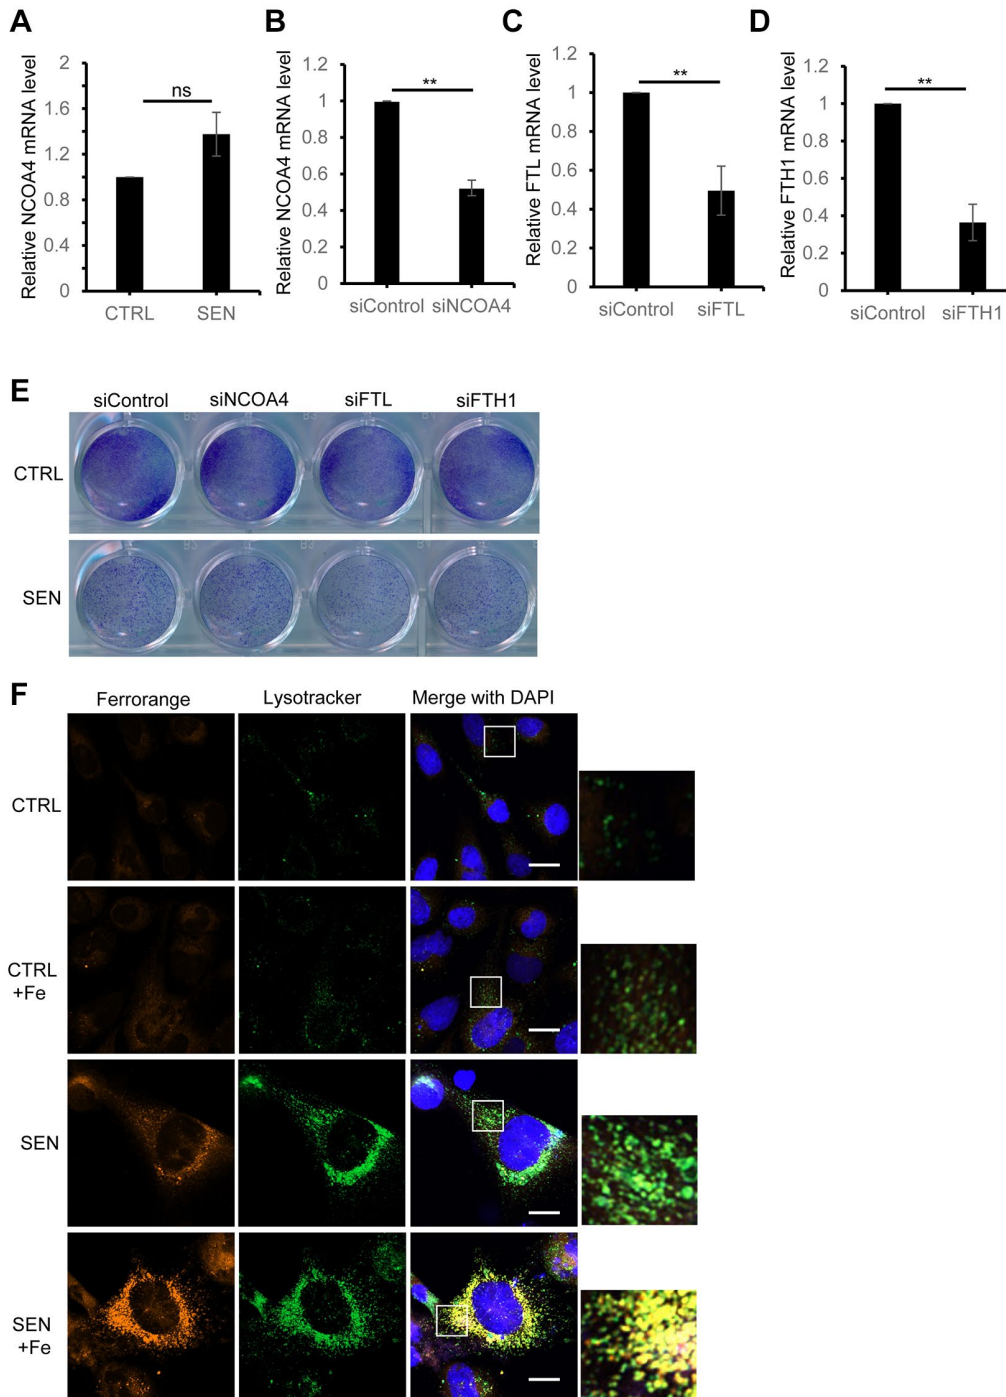 A
Relative NCOA4 mRNA level
2
1.6
1.2
0.8
0.4
0
ns
CTRL SEN
B
Relative NCOA4 mRNA level
1.2
1
0.8
0.6
0.4
0.2
0
**
siControl siNCOA4
C
Relative FTL mRNA level
1.2
1
0.8
0.6
0.4
0.2
0
**
siControl siFTL
D
Relative FTH1 mRNA level
1.2
1
0.8
0.6
0.4
0.2
0
**
siControl siFTH1
E
siControl siNCOA4 siFTL siFTH1
CTRL
SEN
F
Ferrorange Lysotracker Merge with DAPI
CTRL
CTRL
+Fe
SEN
SEN
+Fe